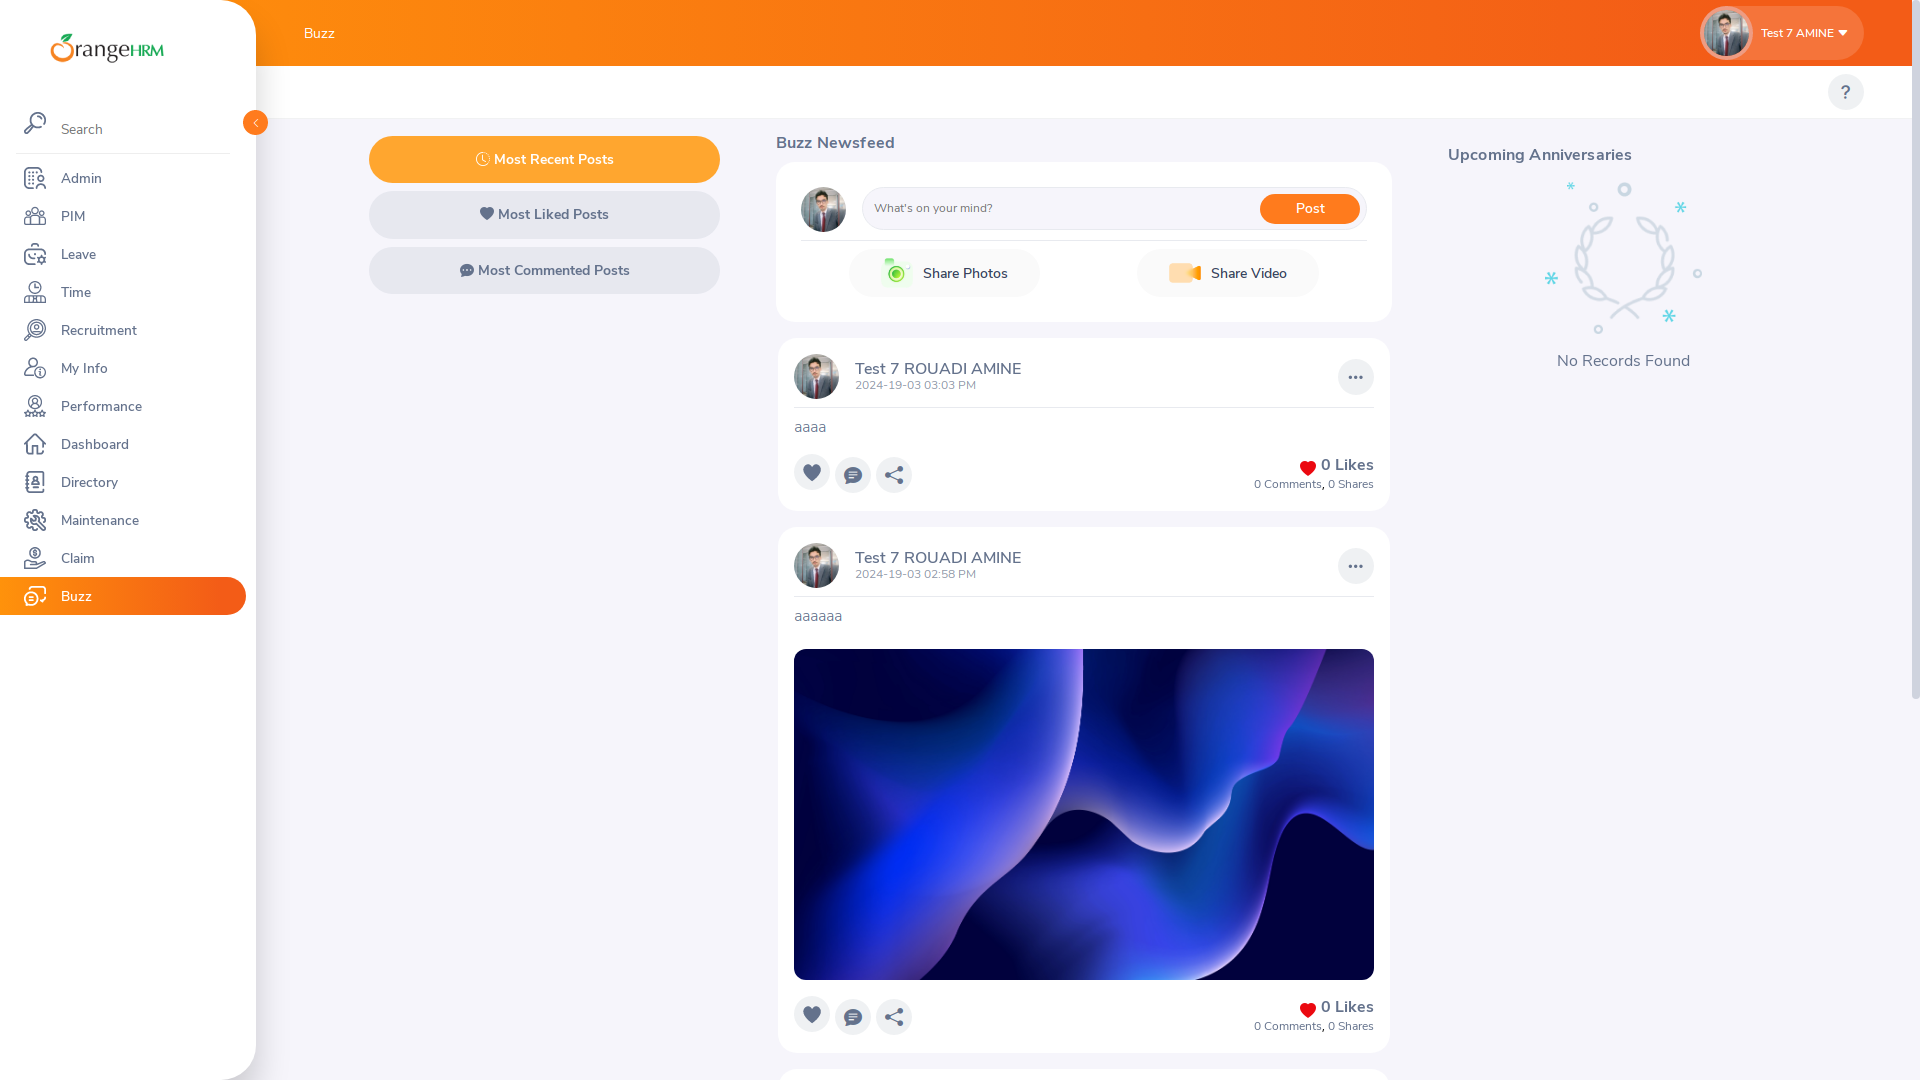 OrangeHRM
Search
Admin
PIM
Leave
Time
Recruitment
My Info
Performance
Dashboard
Directory
Maintenance
Claim
Buzz
Buzz
Test 7 AMINE
?
Most Recent Posts
Most Liked Posts
Most Commented Posts
Buzz Newsfeed
What's on your mind?
Post
Share Photos
Share Video
Test 7 ROUADI AMINE
2024-19-03 03:03 PM
aaaa
0 Likes
0 Comments, 0 Shares
Test 7 ROUADI AMINE
2024-19-03 02:58 PM
aaaaaa
0 Likes
0 Comments, 0 Shares
Upcoming Anniversaries
No Records Found